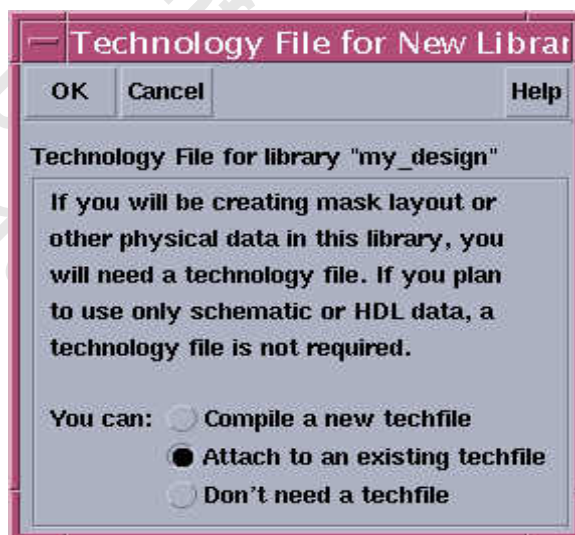 Technology File for New Librar
OK Cancel Help
Technology File for library "my_design"
If you will be creating mask layout or
other physical data in this library, you
will need a technology file. If you plan
to use only schematic or HDL data, a
technology file is not required.
You can: Compile a new techfile
Attach to an existing techfile
Don't need a techfile